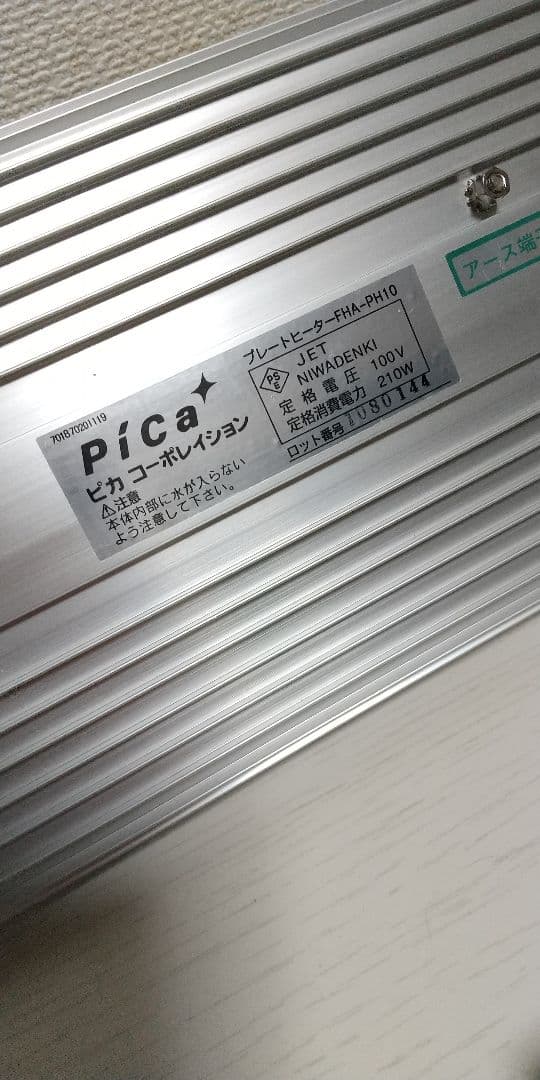 701B70201119
Pica
ピカ コーポレイション
⚠注意
本体内部に水が入らない
よう注意して下さい。
プレートヒーターFHA-PH10
PSE
JET
NIWADENKI
定格電圧 100V
定格消費電力 210W
ロット番号 1080144
アース端子